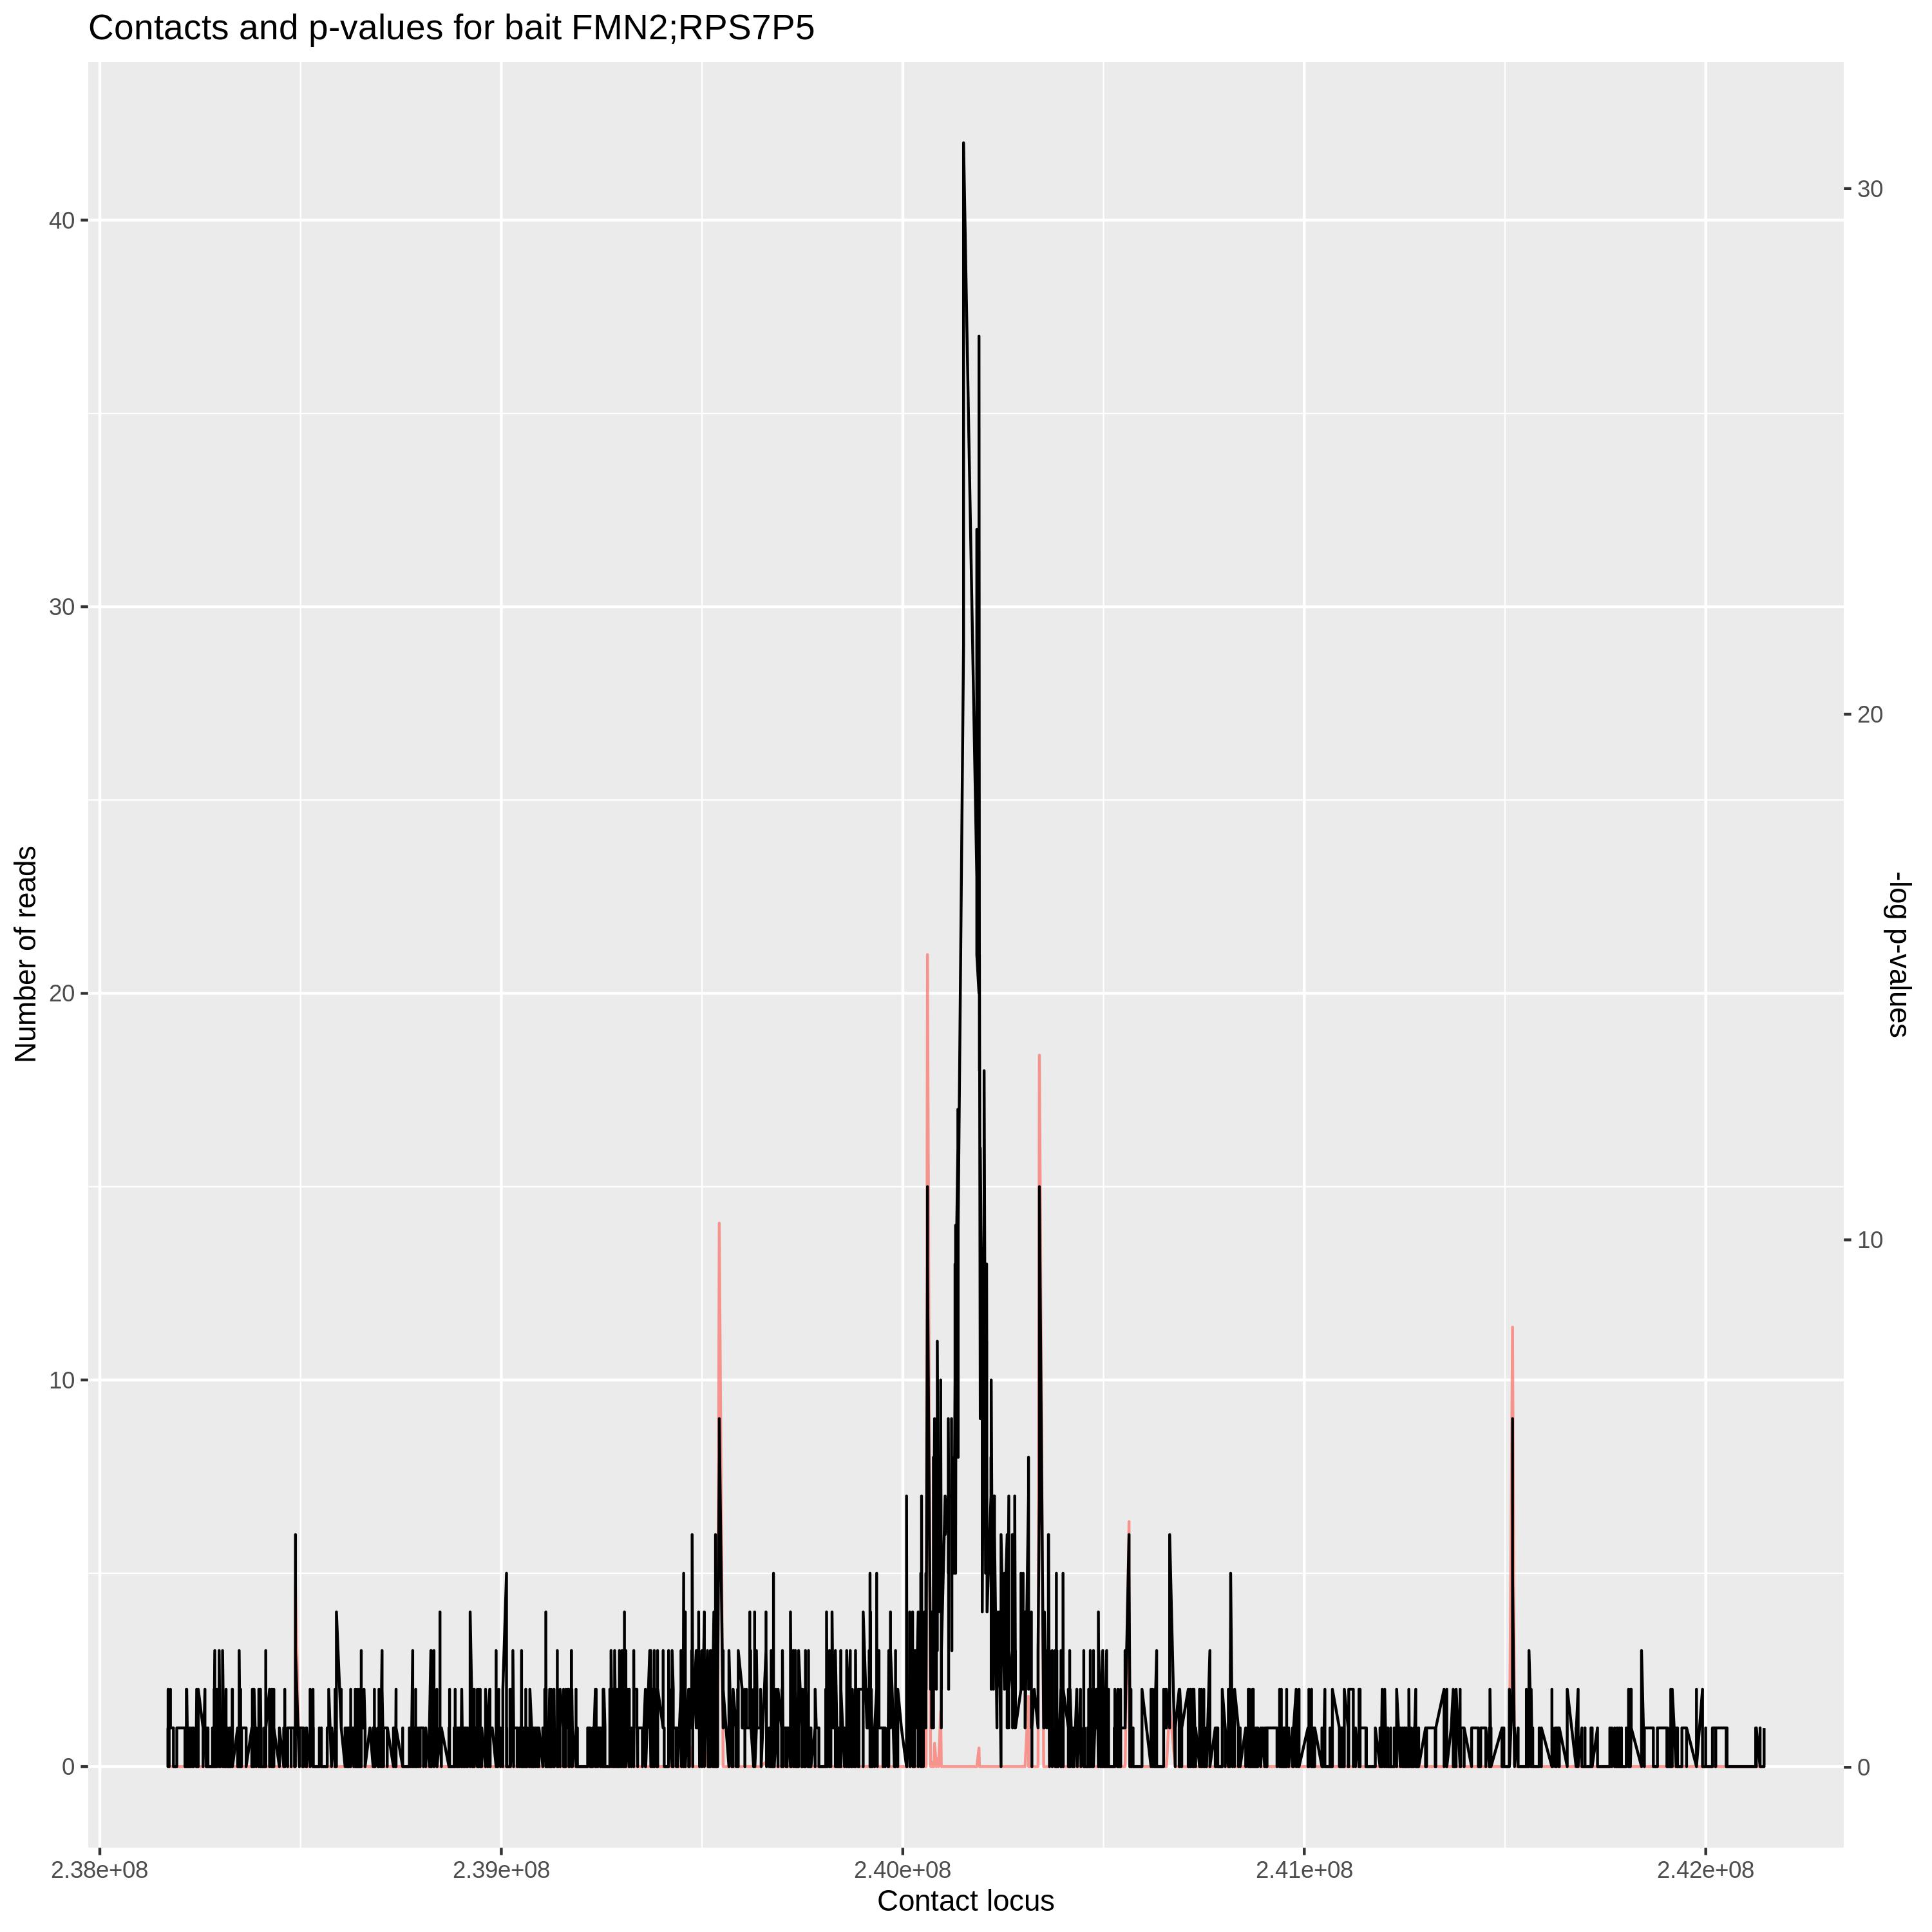 Contacts and p-values for bait FMN2;RPS7P5
Number of reads
40
30
20
10
0
30
20
10
0
-log p-values
2.38e+08
2.39e+08
2.40e+08
2.41e+08
2.42e+08
Contact locus